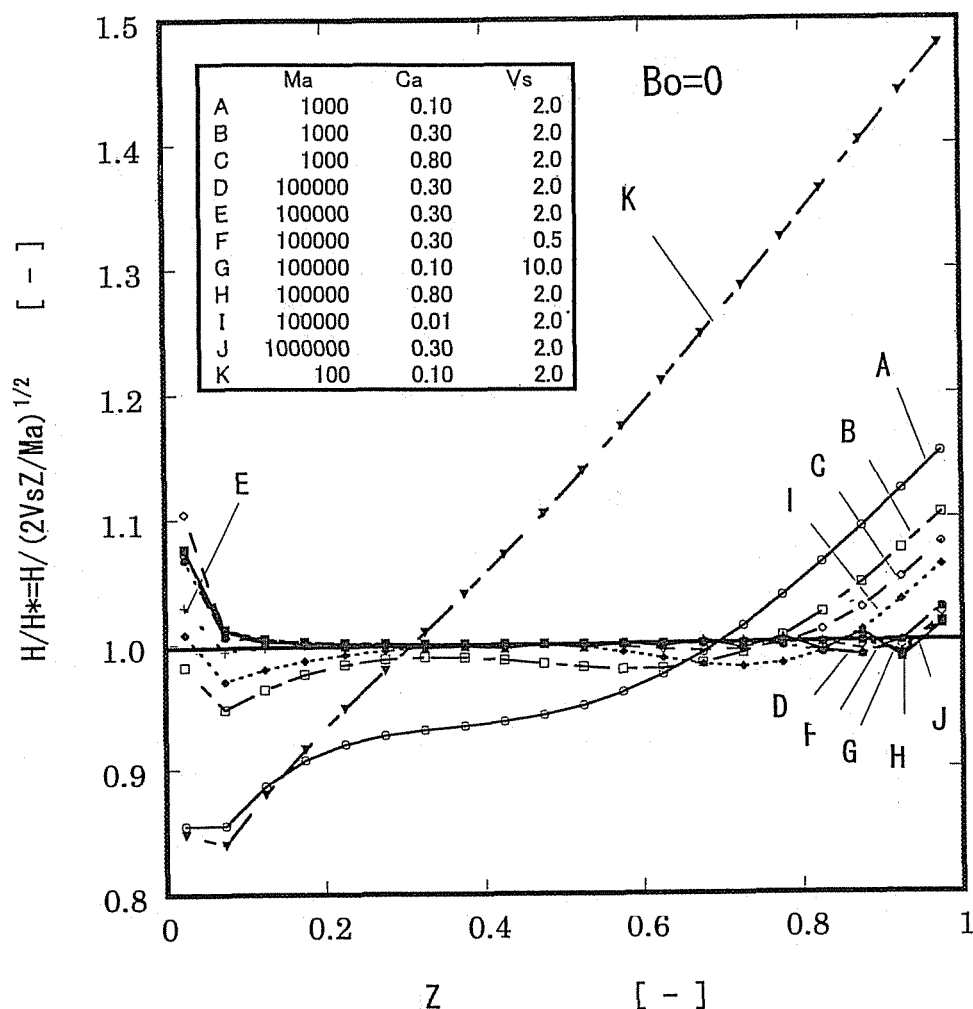 1.5
1.4
1.3
1.2
1.1
1.0
0.9
0.8
H/H*=H/(2VsZ/Ma)1/2 [ - ]
Bo=0
Ma Ca Vs
A 1000 0.10 2.0
B 1000 0.30 2.0
C 1000 0.80 2.0
D 100000 0.30 2.0
E 100000 0.30 2.0
F 100000 0.30 0.5
G 100000 0.10 10.0
H 100000 0.80 2.0
I 100000 0.01 2.0
J 1000000 0.30 2.0
K 100 0.10 2.0
K
A
B
C
I
E
D
F
G
H
J
0 0.2 0.4 0.6 0.8 1
Z [ - ]